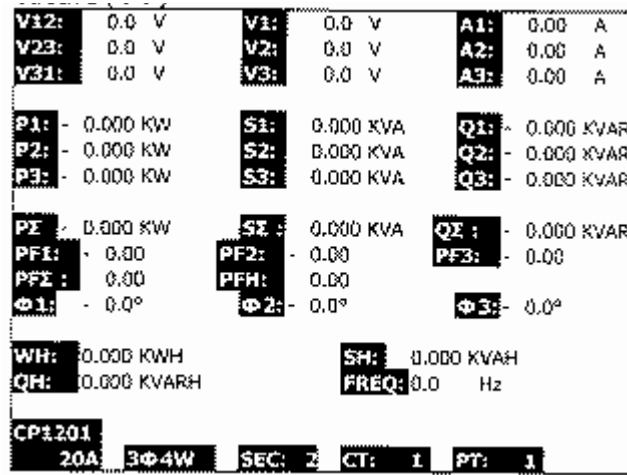 V12: 0.0 V V1: 0.0 V A1: 0.00 A
V23: 0.0 V V2: 0.0 V A2: 0.00 A
V31: 0.0 V V3: 0.0 V A3: 0.00 A
P1: - 0.000 KW S1: 0.000 KVA Q1: - 0.000 KVAR
P2: - 0.000 KW S2: 0.000 KVA Q2: - 0.000 KVAR
P3: - 0.000 KW S3: 0.000 KVA Q3: - 0.000 KVAR
PΣ - 0.000 KW SΣ : 0.000 KVA QΣ : - 0.000 KVAR
PF1: - 0.00 PF2: - 0.00 PF3: - 0.00
PFΣ : 0.00 PFH: 0.00
Φ1: - 0.0° Φ2: - 0.0° Φ3: - 0.0°
WH: 0.000 KWH SH: 0.000 KVAH
QH: 0.000 KVARH FREQ: 0.0 Hz
CP1201
20A 3Φ4W SEC: 2 CT: 1 PT: 1